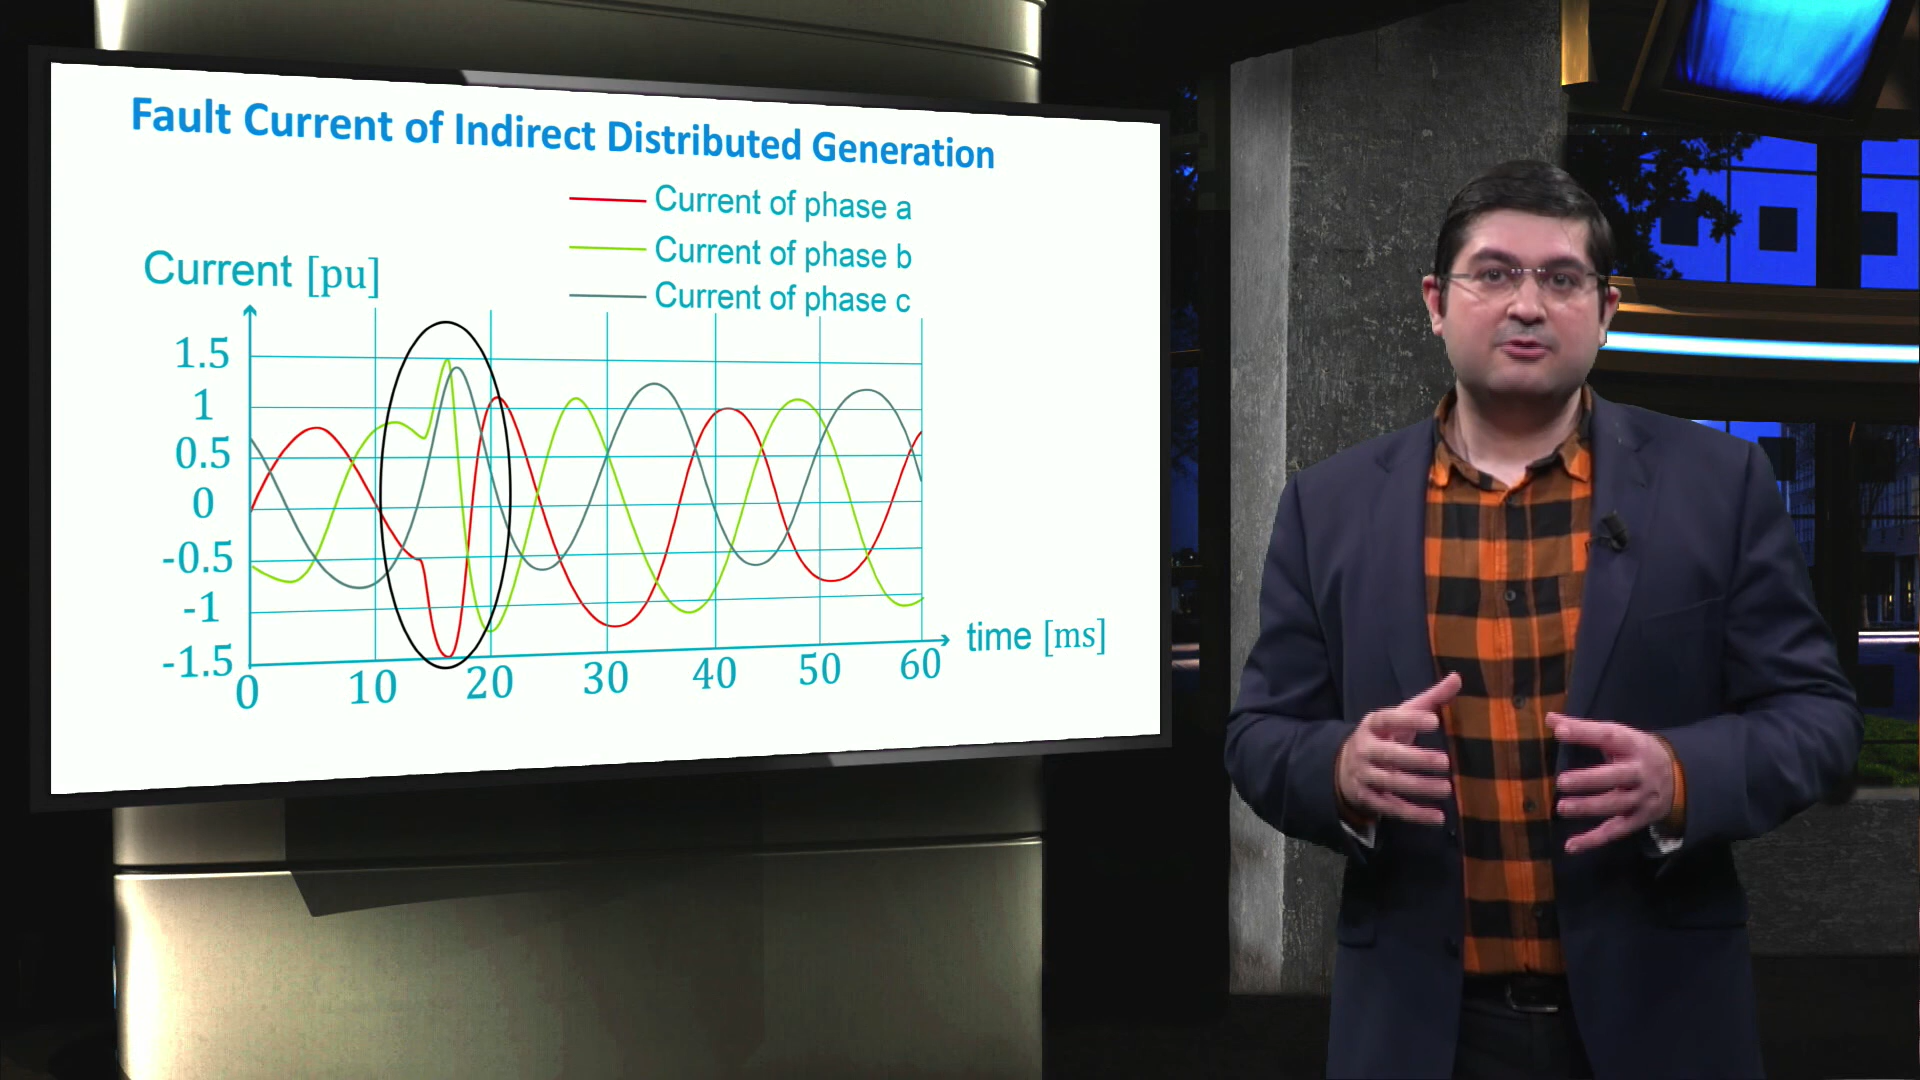 Fault Current of Indirect Distributed Generation
Current of phase a
Current of phase b
Current of phase c
Current [pu]
1.5
1
0.5
0
-0.5
-1
-1.5
0 10 20 30 40 50 60
time [ms]